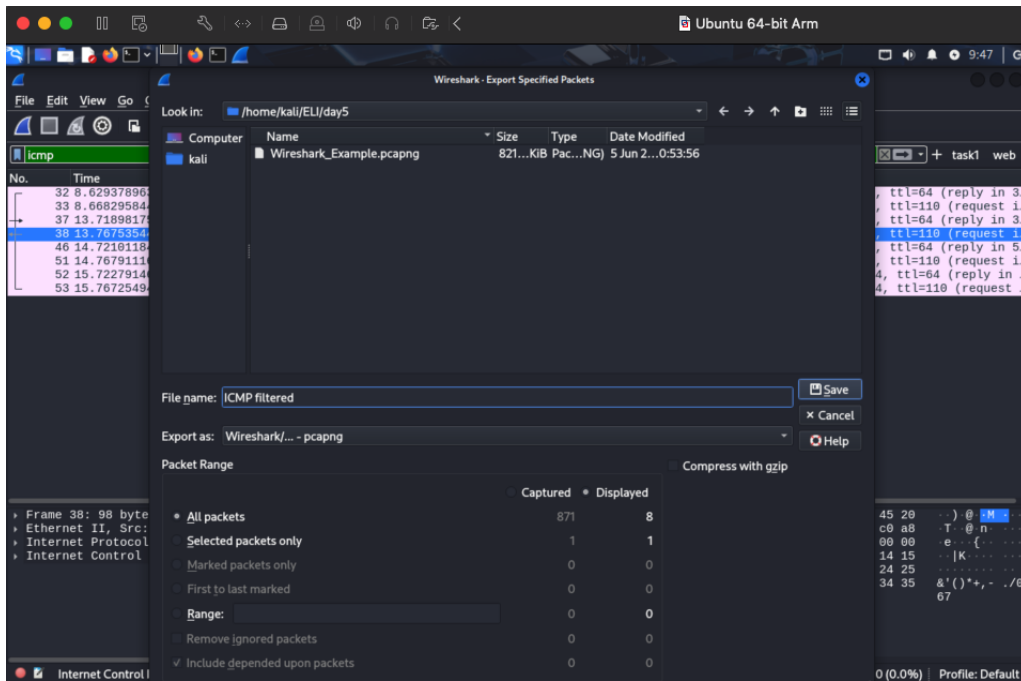 Ubuntu 64-bit Arm
9:47
Wireshark · Export Specified Packets
File Edit View Go
Look in: /home/kali/ELI/day5
Computer
kali
Name Size Type Date Modified
Wireshark_Example.pcapng 821...KiB Pac...NG) 5 Jun 2...0:53:56
icmp
+ task1 web
No. Time
32 8.62937896
33 8.66829584
37 13.7189817
38 13.7675354
46 14.7210118
51 14.7679111
52 15.7227914
53 15.7672549
, ttl=64 (reply in 3
, ttl=110 (request i
, ttl=64 (reply in 3
, ttl=110 (request i
, ttl=64 (reply in 5
, ttl=110 (request i
4, ttl=64 (reply in
4, ttl=110 (request
File name: ICMP filtered
Save
Cancel
Export as: Wireshark/... - pcapng
Help
Packet Range
Compress with gzip
Captured Displayed
All packets 871 8
Selected packets only 1 1
Marked packets only 0 0
First to last marked 0 0
Range: 0 0
Remove ignored packets 0 0
Include depended upon packets 0 0
Frame 38: 98 byte
Ethernet II, Src:
Internet Protocol
Internet Control
45 20 ··)·@··M·
c0 a8 ·T··@·n·
00 00 ·e···{··
14 15 ··|K····
24 25
34 35 &'()*+,- ./0
67
Internet Control
0 (0.0%) Profile: Default